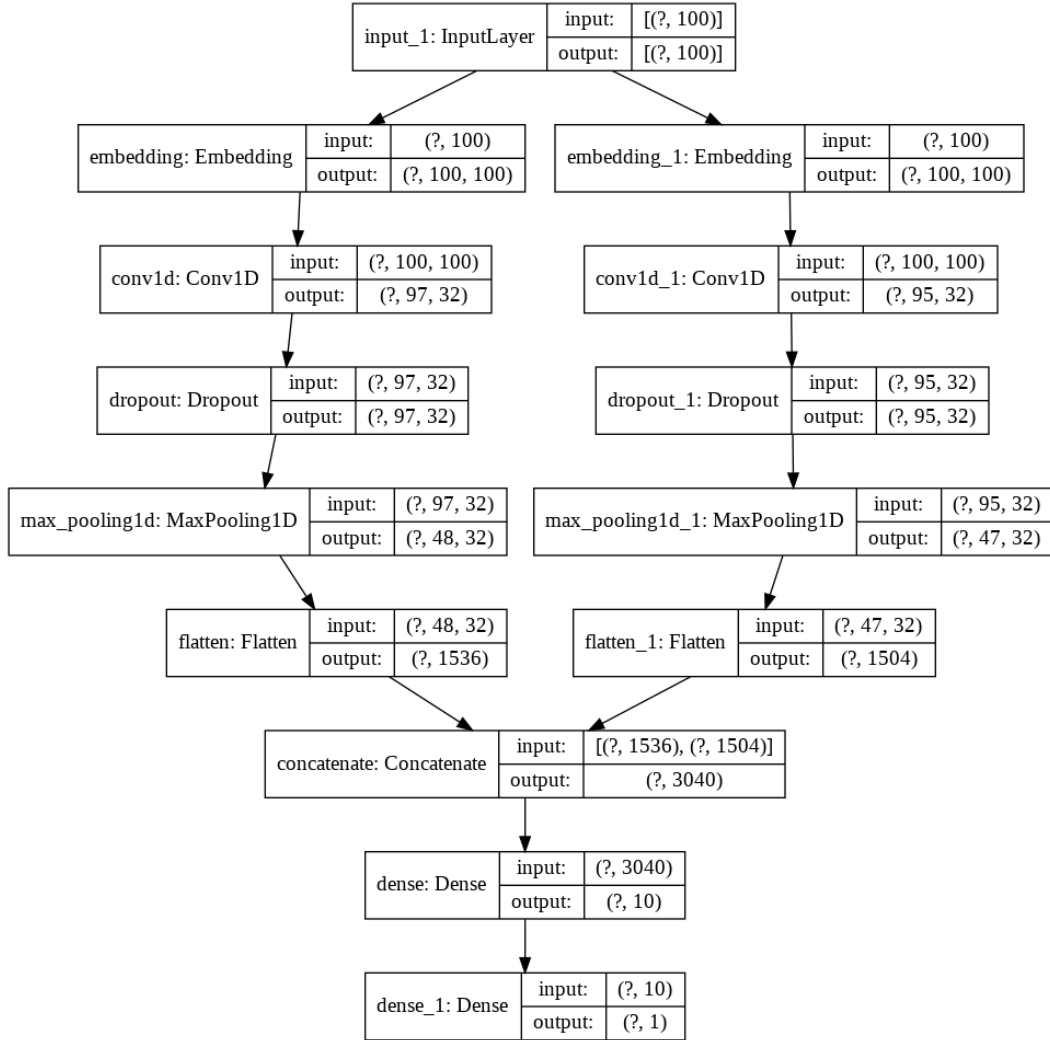 input_1: InputLayer
input: [(?, 100)]
output: [(?, 100)]
embedding: Embedding
input: (?, 100)
output: (?, 100, 100)
embedding_1: Embedding
input: (?, 100)
output: (?, 100, 100)
conv1d: Conv1D
input: (?, 100, 100)
output: (?, 97, 32)
conv1d_1: Conv1D
input: (?, 100, 100)
output: (?, 95, 32)
dropout: Dropout
input: (?, 97, 32)
output: (?, 97, 32)
dropout_1: Dropout
input: (?, 95, 32)
output: (?, 95, 32)
max_pooling1d: MaxPooling1D
input: (?, 97, 32)
output: (?, 48, 32)
max_pooling1d_1: MaxPooling1D
input: (?, 95, 32)
output: (?, 47, 32)
flatten: Flatten
input: (?, 48, 32)
output: (?, 1536)
flatten_1: Flatten
input: (?, 47, 32)
output: (?, 1504)
concatenate: Concatenate
input: [(?, 1536), (?, 1504)]
output: (?, 3040)
dense: Dense
input: (?, 3040)
output: (?, 10)
dense_1: Dense
input: (?, 10)
output: (?, 1)